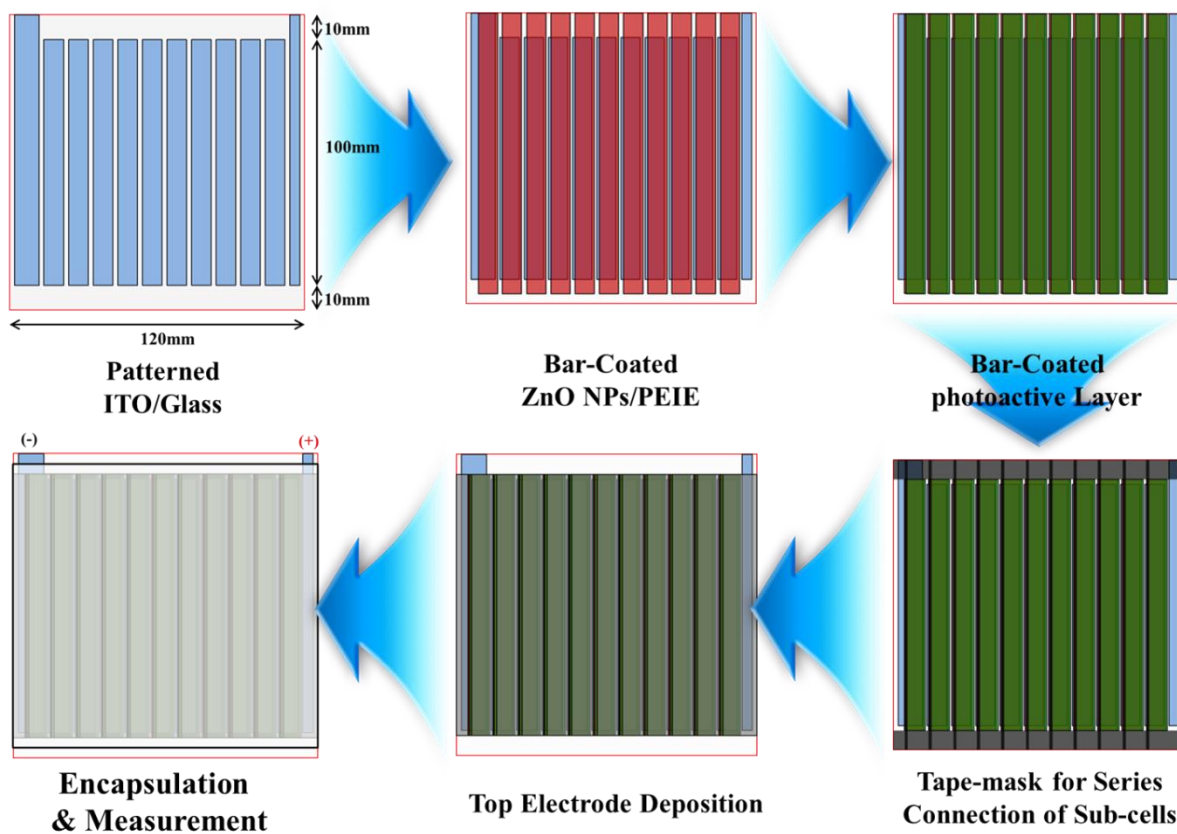 10mm
100mm
10mm
120mm
Patterned
ITO/Glass
Bar-Coated
ZnO NPs/PEIE
Bar-Coated
photoactive Layer
(-)
(+)
Encapsulation
& Measurement
Top Electrode Deposition
Tape-mask for Series
Connection of Sub-cells